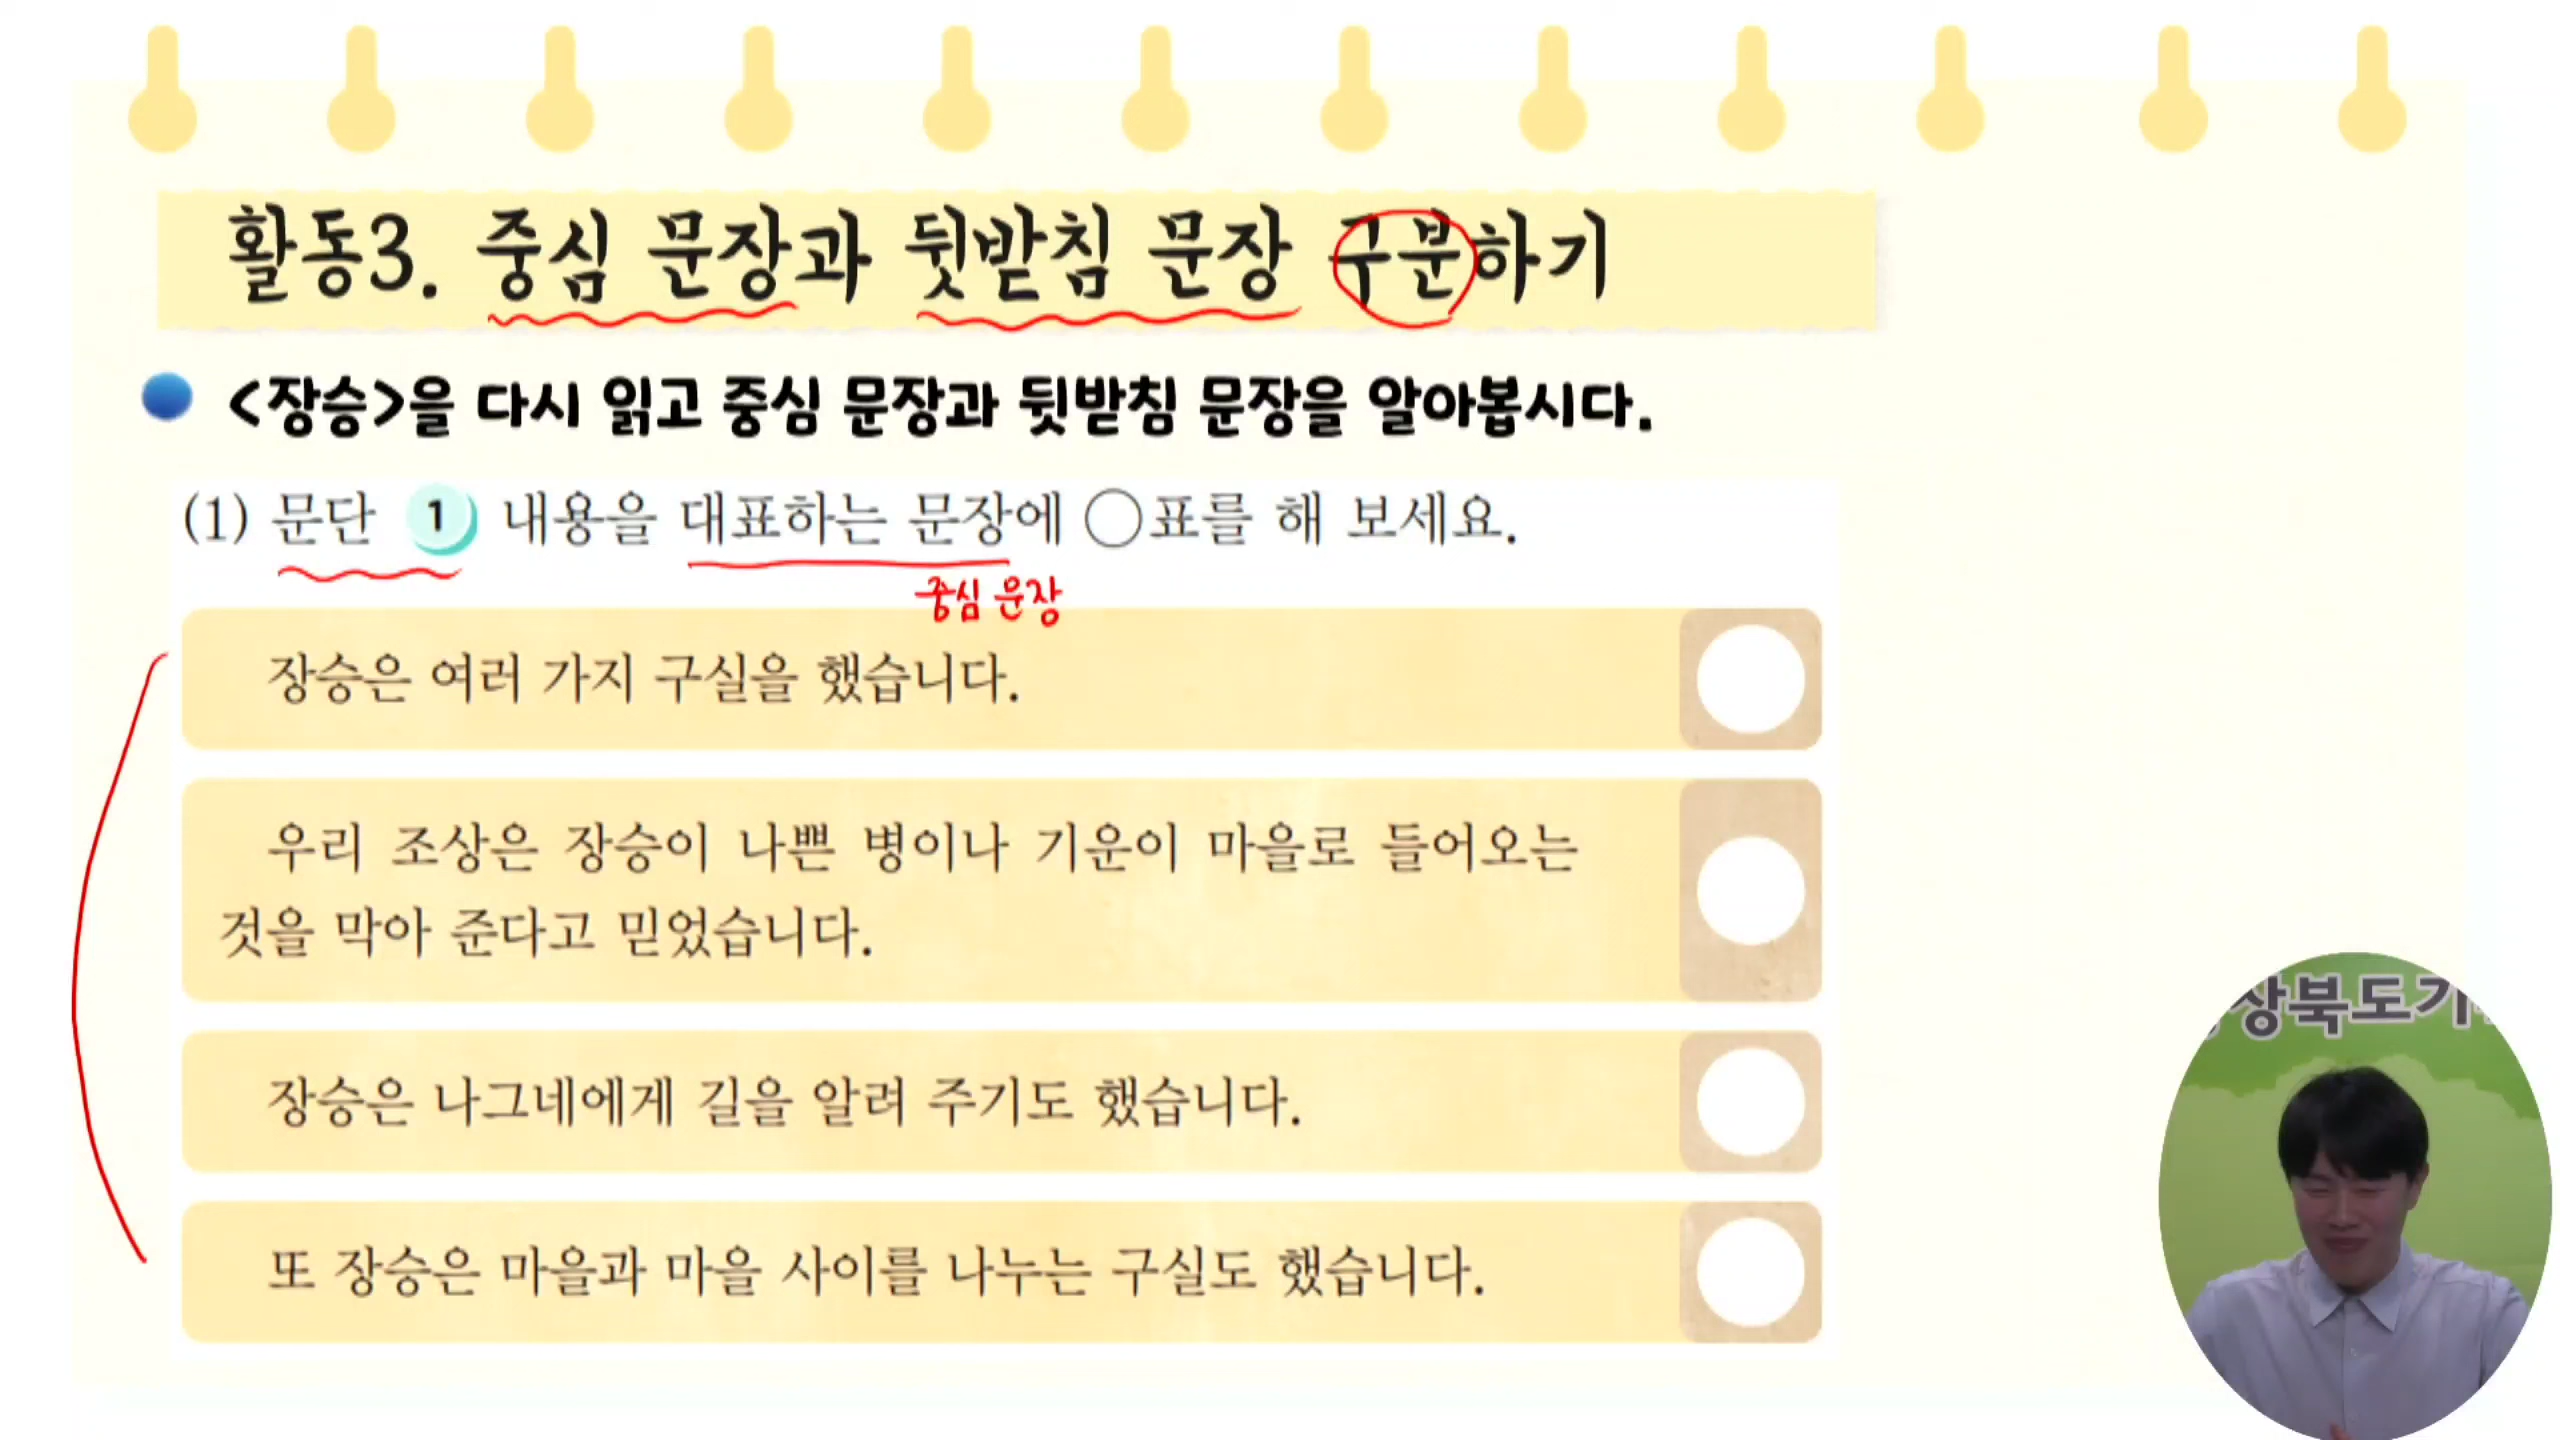 활동3. 중심 문장과 뒷받침 문장 구분하기
<장승>을 다시 읽고 중심 문장과 뒷받침 문장을 알아봅시다.
(1) 문단 1 내용을 대표하는 문장에 ◯표를 해 보세요.
중심 문장
장승은 여러 가지 구실을 했습니다.
우리 조상은 장승이 나쁜 병이나 기운이 마을로 들어오는
것을 막아 준다고 믿었습니다.
장승은 나그네에게 길을 알려 주기도 했습니다.
또 장승은 마을과 마을 사이를 나누는 구실도 했습니다.
상북도기